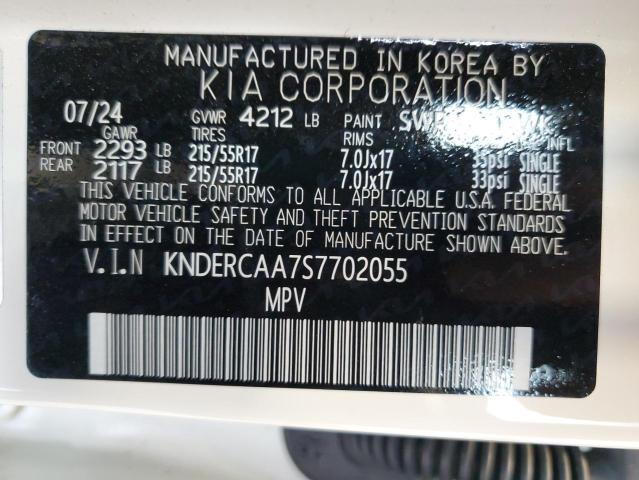 MANUFACTURED IN KOREA BY
KIA CORPORATION
07/24 GVWR 4212 LB PAINT
GAWR TIRES RIMS INFL
FRONT 2293 LB 215/55R17 7.0Jx17 33psi SINGLE
REAR 2117 LB 215/55R17 7.0Jx17 33psi SINGLE
THIS VEHICLE CONFORMS TO ALL APPLICABLE U.S.A. FEDERAL
MOTOR VEHICLE SAFETY AND THEFT PREVENTION STANDARDS
IN EFFECT ON THE DATE OF MANUFACTURE SHOWN ABOVE.
V.I.N KNDERCAA7S7702055
MPV